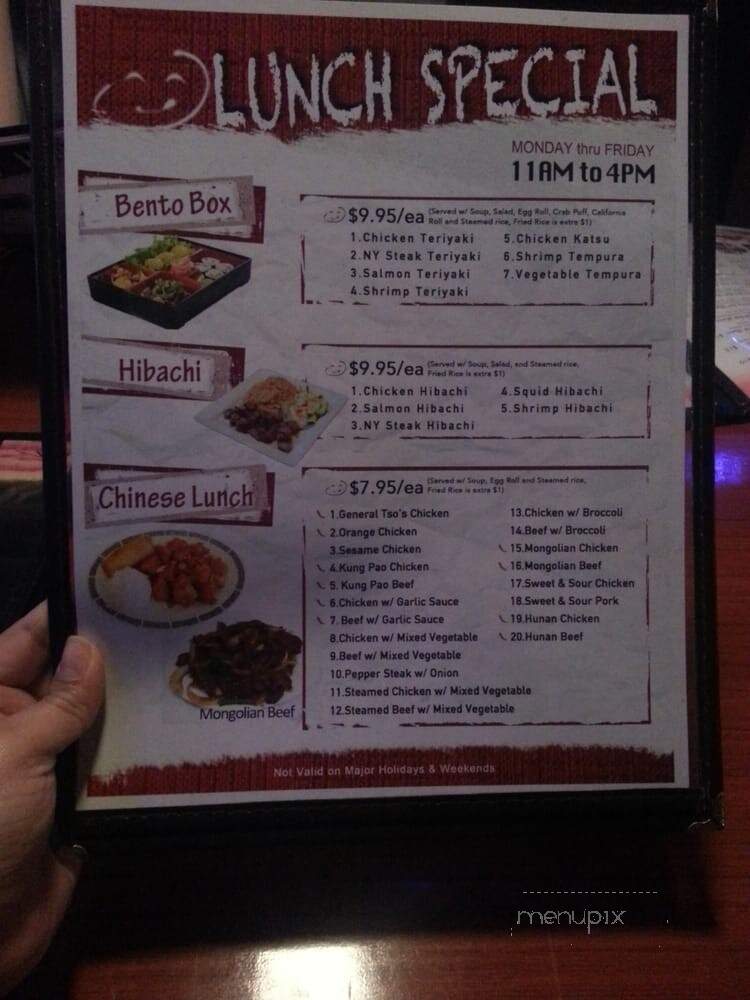 LUNCH SPECIAL
MONDAY thru FRIDAY
11AM to 4PM
Bento Box
$9.95/ea (Served w/ Soup, Salad, Egg Roll, Crab Puff, California
Roll and Steamed rice, Fried Rice is extra $1)
1.Chicken Teriyaki
2.NY Steak Teriyaki
3.Salmon Teriyaki
4.Shrimp Teriyaki
5.Chicken Katsu
6.Shrimp Tempura
7.Vegetable Tempura
Hibachi
$9.95/ea (Served w/ Soup, Salad, and Steamed rice,
Fried Rice is extra $1)
1.Chicken Hibachi
2.Salmon Hibachi
3.NY Steak Hibachi
4.Squid Hibachi
5.Shrimp Hibachi
Chinese Lunch
$7.95/ea (Served w/ Soup, Egg Roll and Steamed rice,
Fried Rice is extra $1)
1.General Tso's Chicken
2.Orange Chicken
3.Sesame Chicken
4.Kung Pao Chicken
5. Kung Pao Beef
6.Chicken w/ Garlic Sauce
7. Beef w/ Garlic Sauce
8.Chicken w/ Mixed Vegetable
9.Beef w/ Mixed Vegetable
10.Pepper Steak w/ Onion
11.Steamed Chicken w/ Mixed Vegetable
12.Steamed Beef w/ Mixed Vegetable
13.Chicken w/ Broccoli
14.Beef w/ Broccoli
15.Mongolian Chicken
16.Mongolian Beef
17.Sweet & Sour Chicken
18.Sweet & Sour Pork
19.Hunan Chicken
20.Hunan Beef
Mongolian Beef
Not Valid on Major Holidays & Weekends
menupix